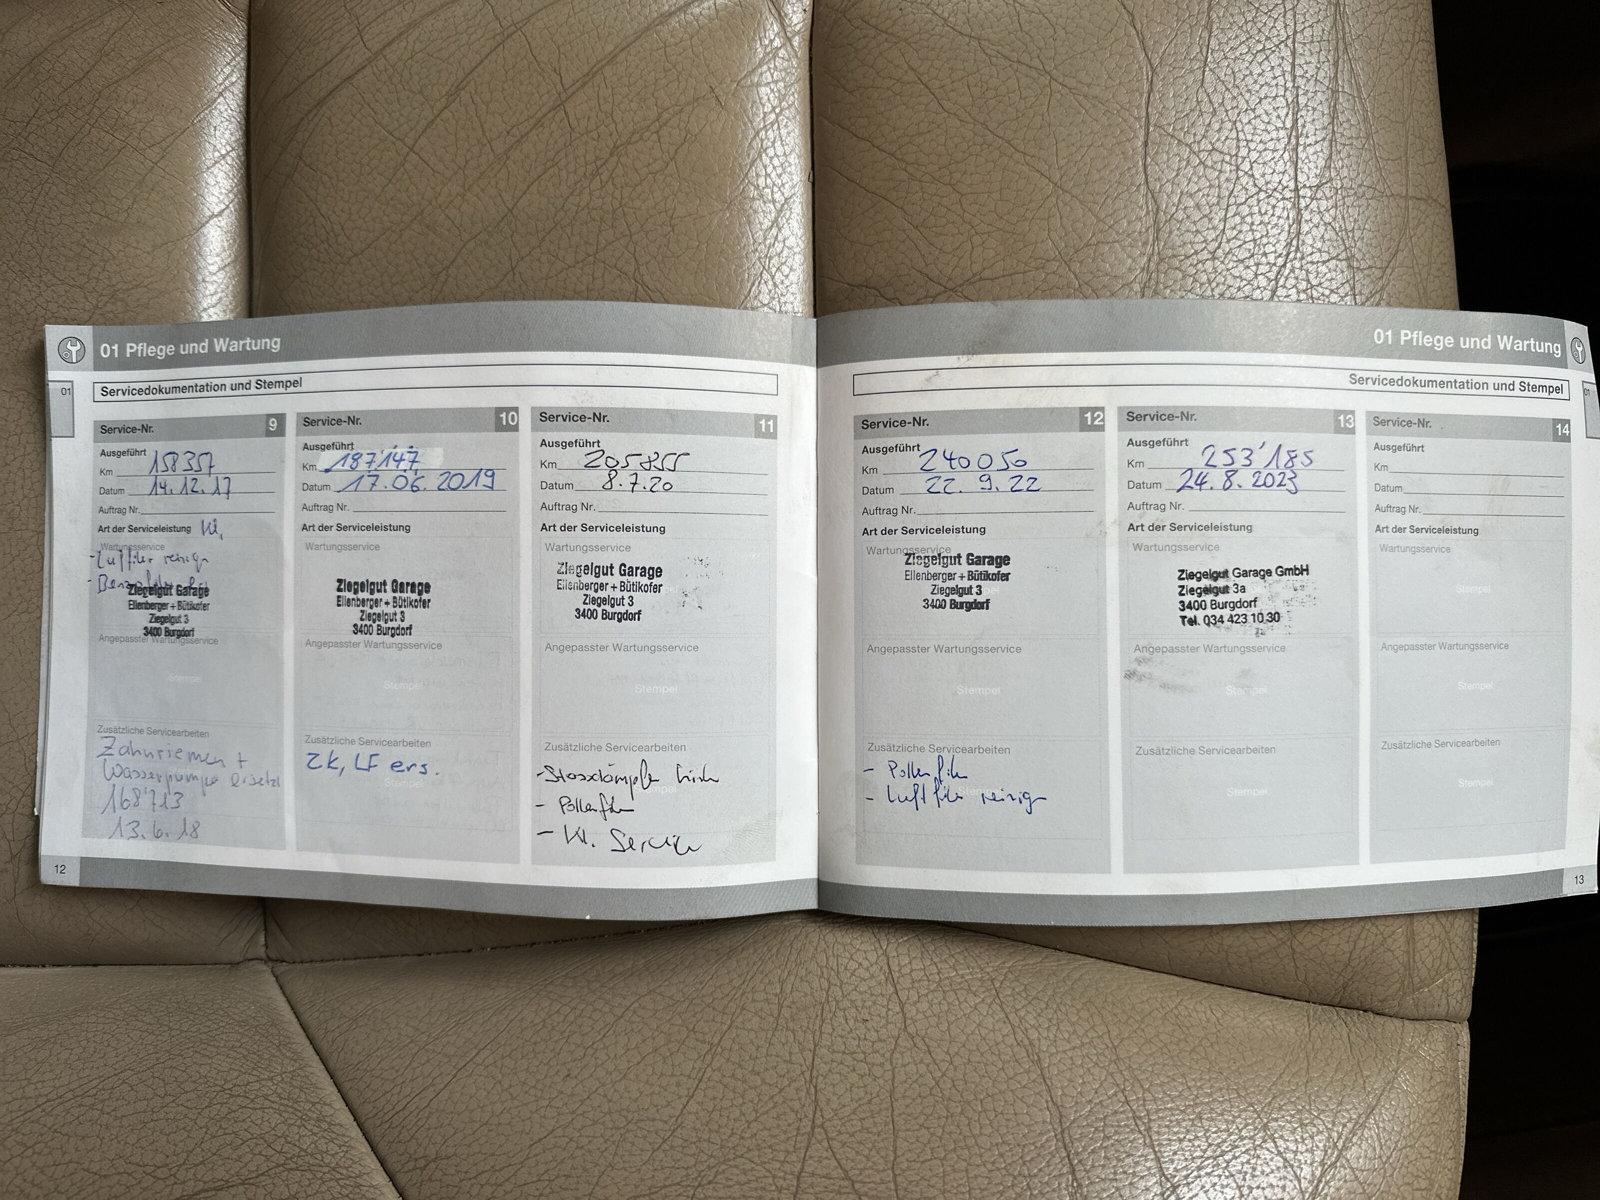 01 Pflege und Wartung
01
Servicedokumentation und Stempel
Service-Nr. 9
Ausgeführt
Km 158357
Datum 14.12.17
Auftrag Nr.
Art der Serviceleistung Kl,
Wartungsservice
- Luftfilter reinig
Ziegelgut Garage
Ellenberger + Bütikofer
Ziegelgut 3
3400 Burgdorf
Angepasster Wartungsservice
Stempel
Zusätzliche Servicearbeiten
Zahnriemen +
Wasserpumpe ersetzt
168'713
13.6.18
12
Service-Nr. 10
Ausgeführt
Km 187'147
Datum 17.06.2019
Auftrag Nr.
Art der Serviceleistung
Wartungsservice
Ziegelgut Garage
Ellenberger + Bütikofer
Ziegelgut 3
3400 Burgdorf
Angepasster Wartungsservice
Stempel
Zusätzliche Servicearbeiten
ZK, LF ers.
Service-Nr. 11
Ausgeführt
Km 205855
Datum 8.7.20
Auftrag Nr.
Art der Serviceleistung
Wartungsservice
Ziegelgut Garage
Ellenberger + Bütikofer
Ziegelgut 3
3400 Burgdorf
Angepasster Wartungsservice
Stempel
Zusätzliche Servicearbeiten
- Stossdämpfer
- Pollenfilter
- Kl. Service
01 Pflege und Wartung
01
Servicedokumentation und Stempel
Service-Nr. 12
Ausgeführt
Km 240050
Datum 22.9.22
Auftrag Nr.
Art der Serviceleistung
Wartungsservice
Ziegelgut Garage
Ellenberger + Bütikofer
Ziegelgut 3
3400 Burgdorf
Angepasster Wartungsservice
Stempel
Zusätzliche Servicearbeiten
- Pollenfilter
- Luftfilter reinig
Service-Nr. 13
Ausgeführt
Km 253'185
Datum 24.8.2023
Auftrag Nr.
Art der Serviceleistung
Wartungsservice
Ziegelgut Garage GmbH
Ziegelgut 3a
3400 Burgdorf
Tel. 034 423 10 30
Angepasster Wartungsservice
Stempel
Zusätzliche Servicearbeiten
Stempel
Service-Nr. 14
Ausgeführt
Km
Datum
Auftrag Nr.
Art der Serviceleistung
Wartungsservice
Stempel
Angepasster Wartungsservice
Stempel
Zusätzliche Servicearbeiten
Stempel
13